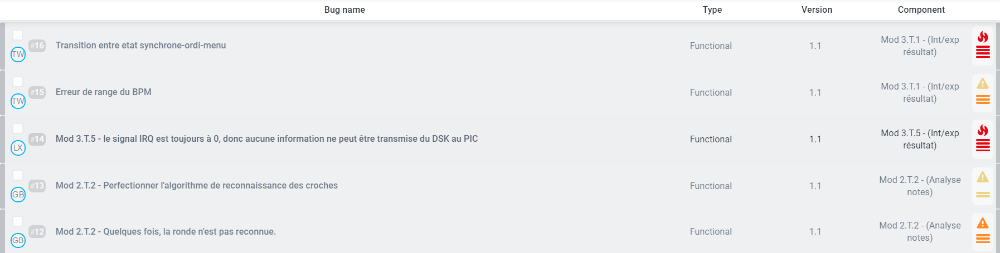 Bug name Type Version Component
#16 Transition entre etat synchrone-ordi-menu Functional 1.1 Mod 3.T.1 - (Int/exp
résultat)
TW
#15 Erreur de range du BPM Functional 1.1 Mod 3.T.1 - (Int/exp
résultat)
TW
#14 Mod 3.T.5 - le signal IRQ est toujours à 0, donc aucune information ne peut être transmise du DSK au PIC Functional 1.1 Mod 3.T.5 - (Int/exp
résultat)
LX
#13 Mod 2.T.2 - Perfectionner l'algorithme de reconnaissance des croches Functional 1.1 Mod 2.T.2 - (Analyse
notes)
GB
#12 Mod 2.T.2 - Quelques fois, la ronde n'est pas reconnue. Functional 1.1 Mod 2.T.2 - (Analyse
notes)
GB